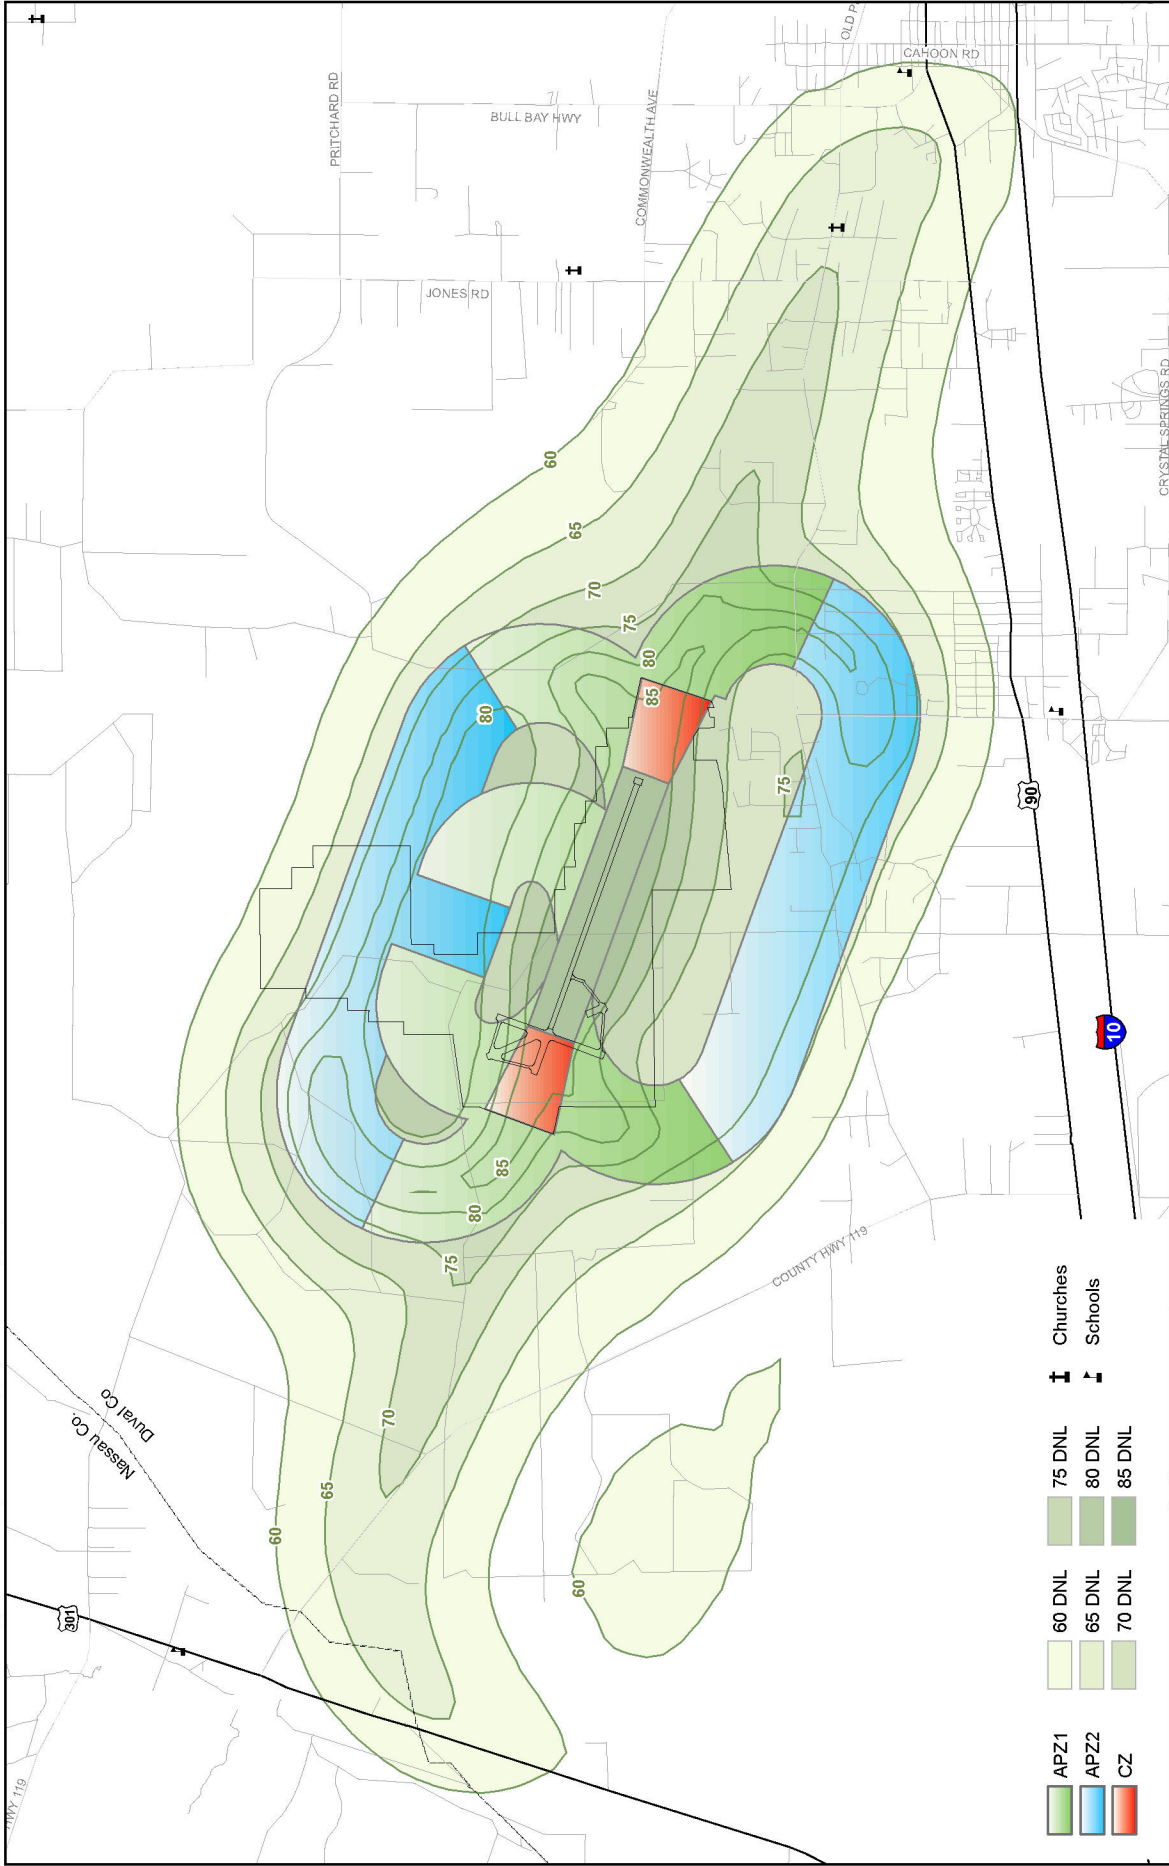 CAHOON RD
OLD P
PRITCHARD RD
BULL BAY HWY
COMMONWEALTH AVE
JONES RD
CRYSTAL SPRINGS RD
60
65
70
75
80
85
80
75
90
10
85
80
75
COUNTY HWY 119
Nassau Co.
Duval Co
70
65
60
60
301
HWY 119
APZ1
APZ2
CZ
60 DNL
65 DNL
70 DNL
75 DNL
80 DNL
85 DNL
Churches
Schools